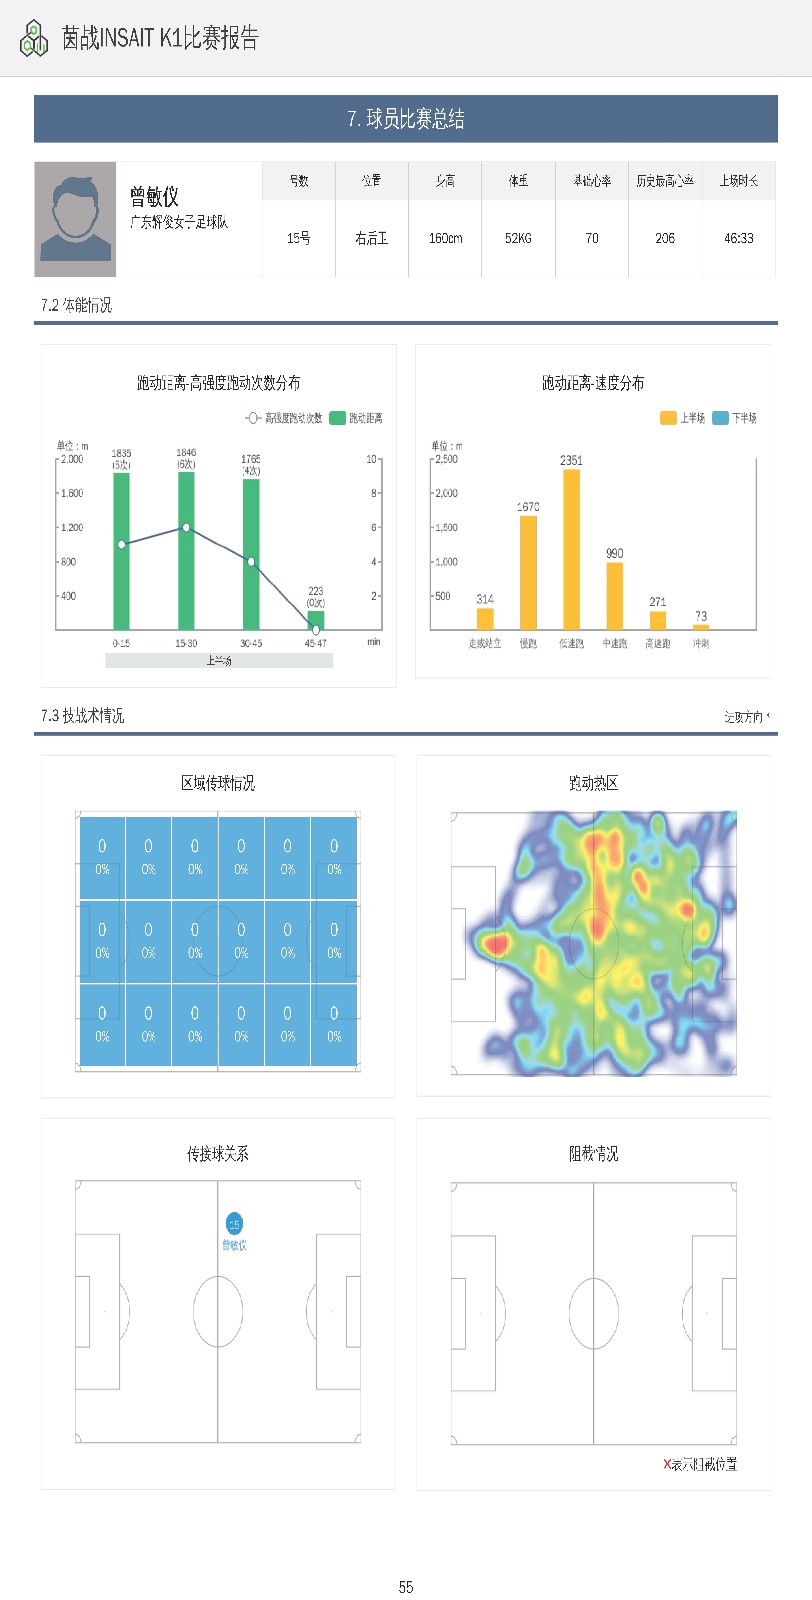 茵战INSAIT K1比赛报告
7. 球员比赛总结
曾敏仪
广东辉骏女子足球队
号数 位置 身高 体重 基础心率 历史最高心率 上场时长
15号 右后卫 160cm 52KG 70 206 46:33
7.2 体能情况
跑动距离-高强度跑动次数分布
高强度跑动次数 跑动距离
单位：m
2,000
1,600
1,200
800
400
1835
(5次)
1846
(6次)
1765
(4次)
223
(0次)
10
8
6
4
2
0-15 15-30 30-45 45-47 min
上半场
跑动距离-速度分布
上半场 下半场
单位：m
2,500
2,000
1,500
1,000
500
314 1670 2351 990 271 73
走或站立 慢跑 低速跑 中速跑 高速跑 冲刺
7.3 技战术情况
进攻方向
区域传球情况
0 0 0 0 0 0
0% 0% 0% 0% 0% 0%
0 0 0 0 0 0
0% 0% 0% 0% 0% 0%
0 0 0 0 0 0
0% 0% 0% 0% 0% 0%
跑动热区
传接球关系
15
曾敏仪
阻截情况
X表示阻截位置
55